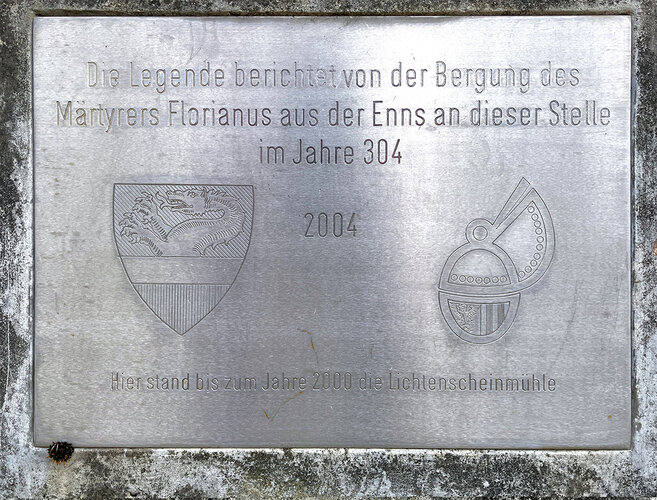 Die Legende berichtet von der Bergung des
Märtyrers Florianus aus der Enns an dieser Stelle
im Jahre 304
2004
Hier stand bis zum Jahre 2000 die Lichtenscheinmühle